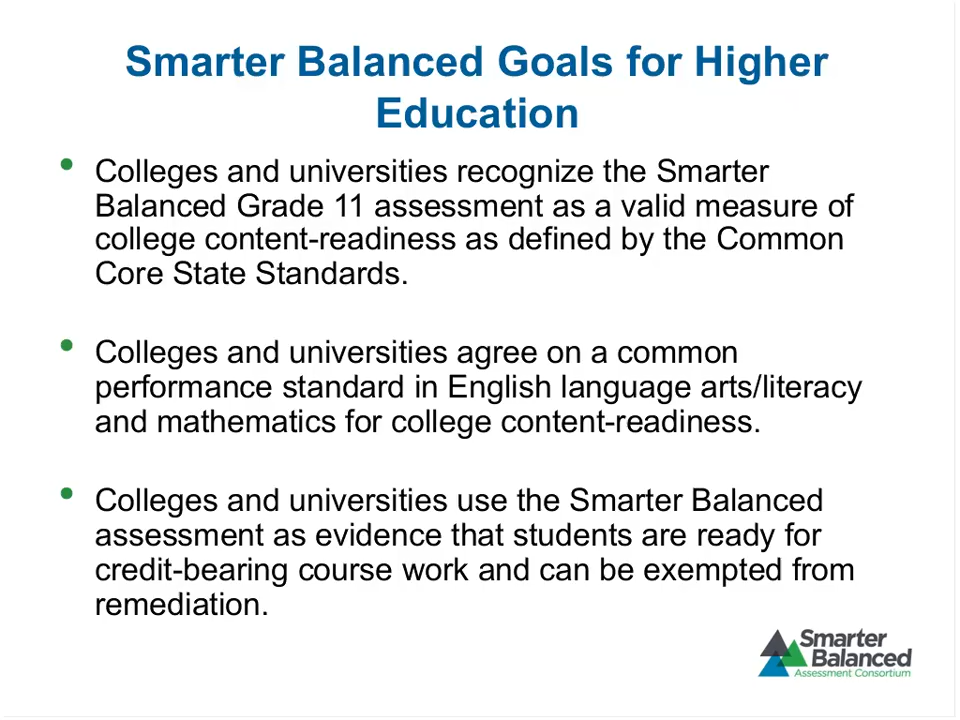 Smarter Balanced Goals for Higher
Education
• Colleges and universities recognize the Smarter
Balanced Grade 11 assessment as a valid measure of
college content-readiness as defined by the Common
Core State Standards.
• Colleges and universities agree on a common
performance standard in English language arts/literacy
and mathematics for college content-readiness.
• Colleges and universities use the Smarter Balanced
assessment as evidence that students are ready for
credit-bearing course work and can be exempted from
remediation.
Smarter
Balanced
Assessment Consortium